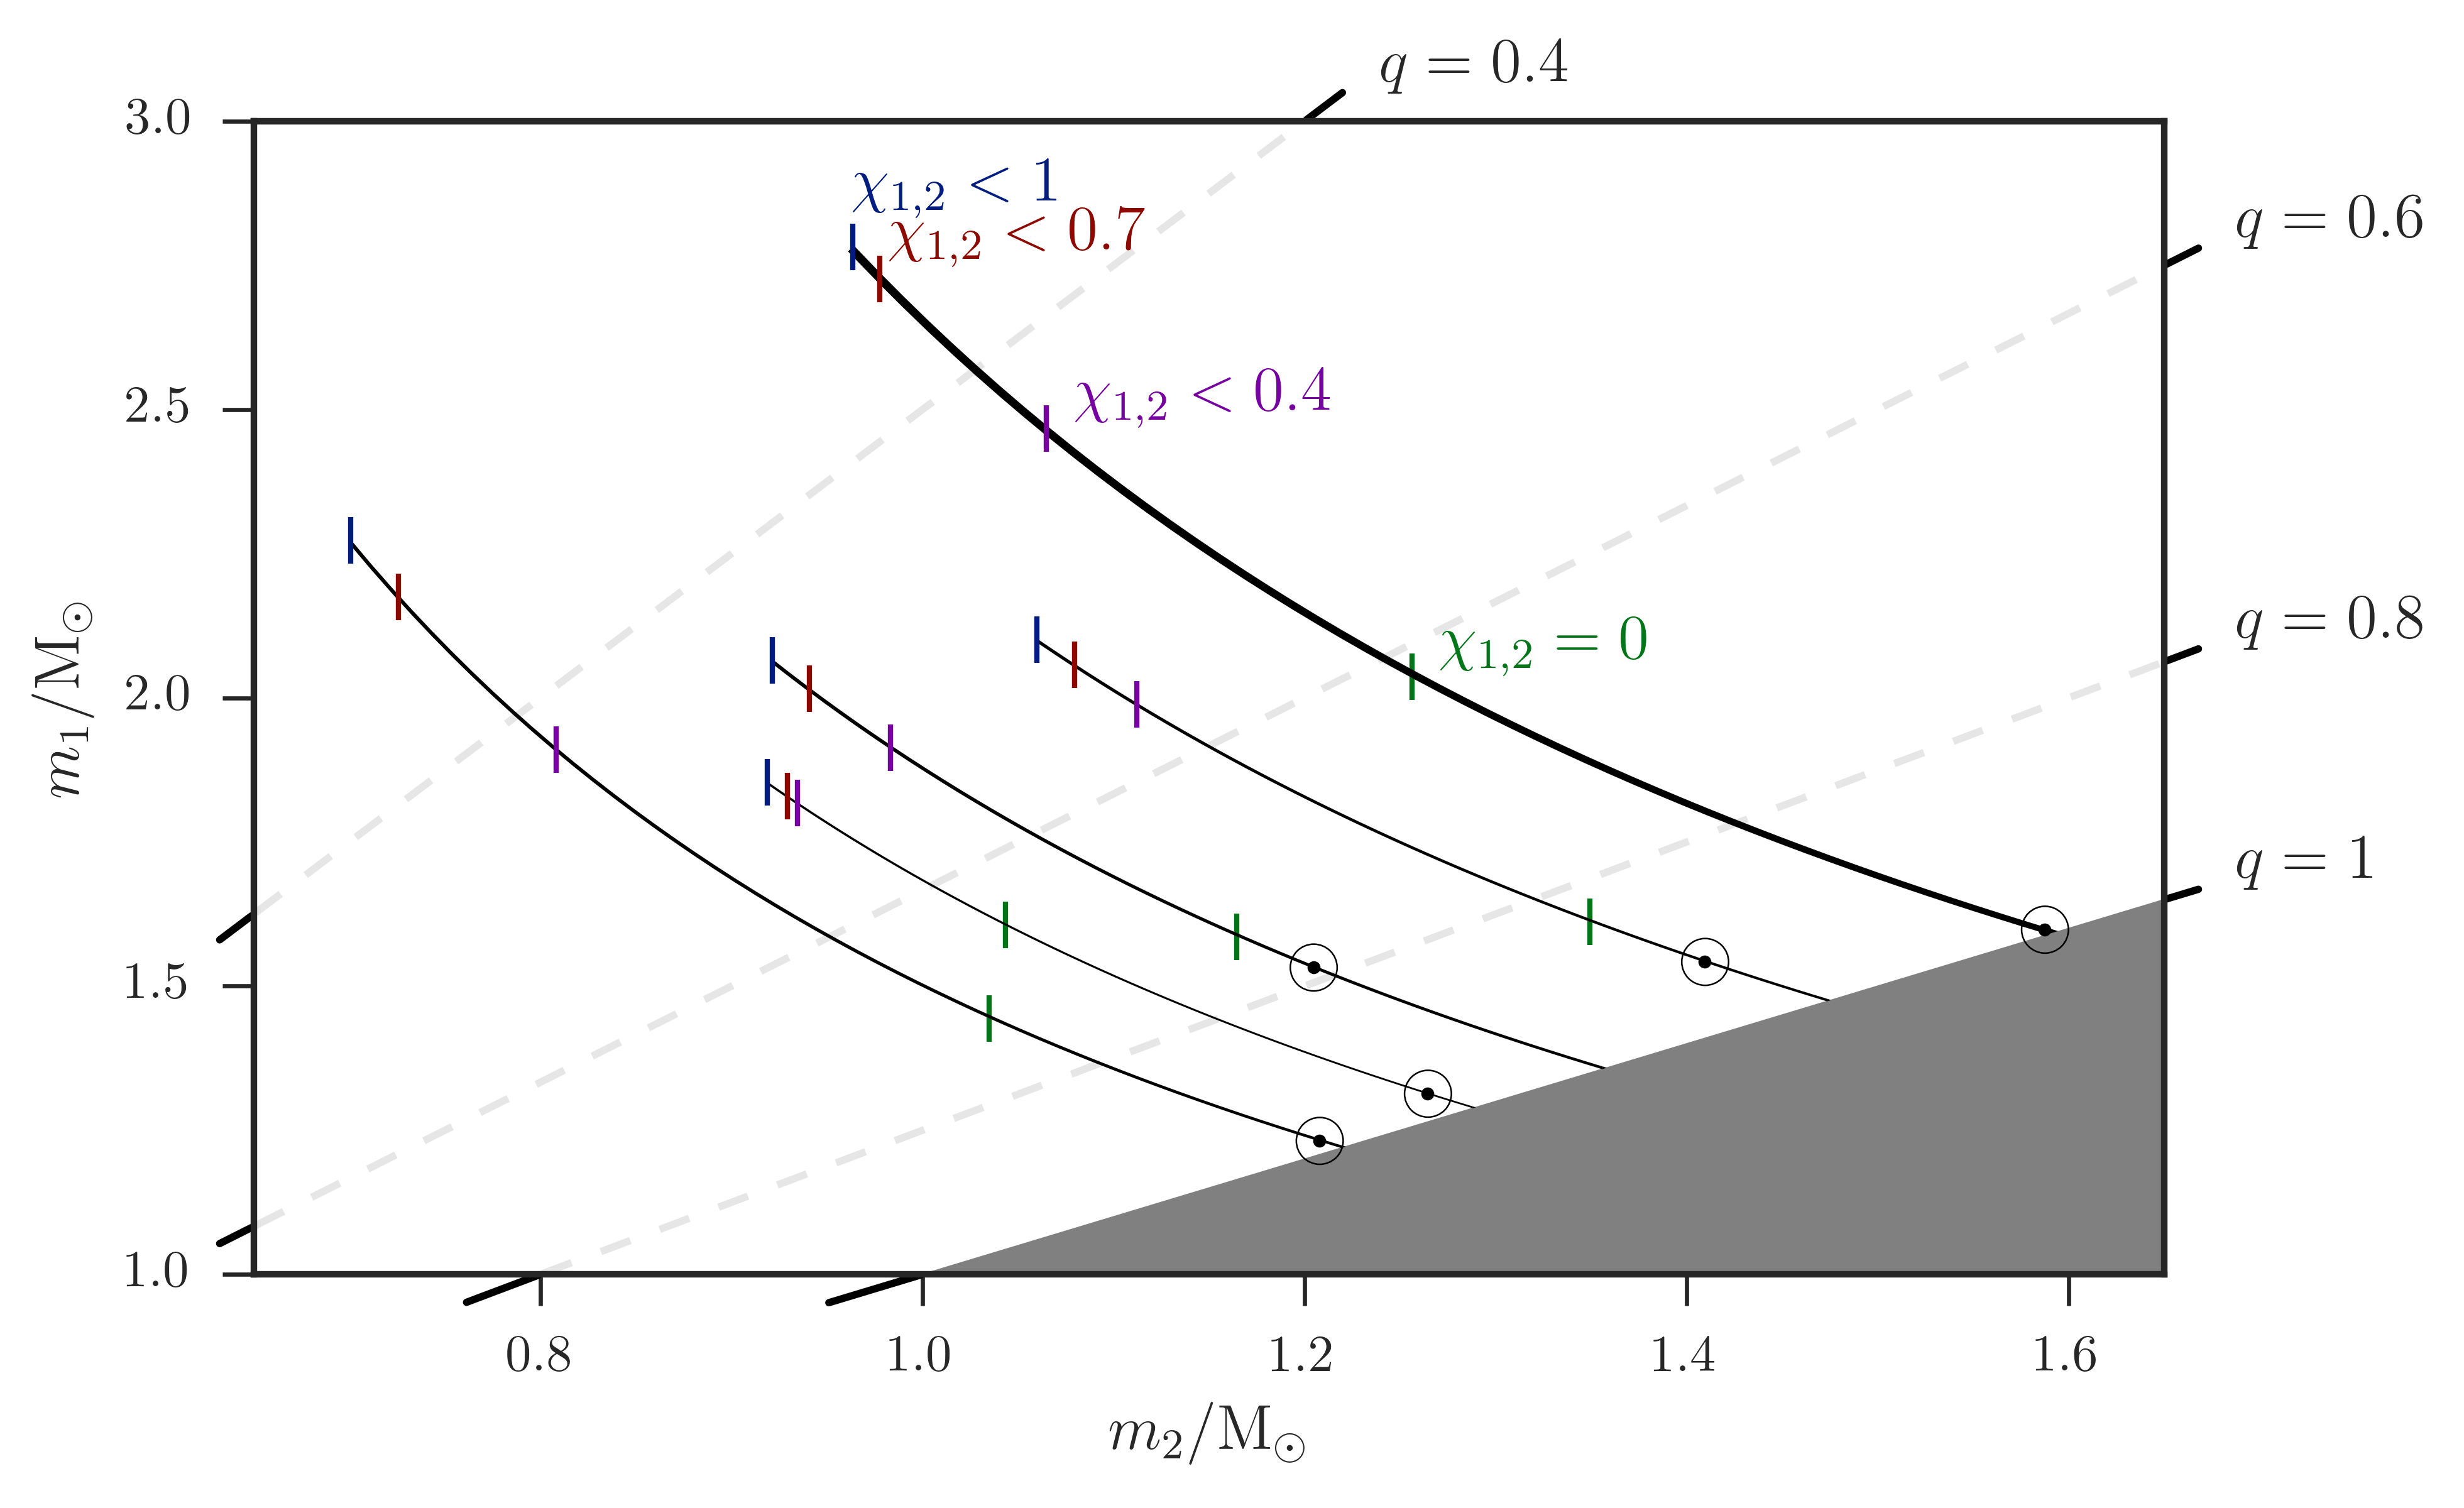 q = 0.4
3.0
χ₁,₂ < 1
χ₁,₂ < 0.7
q = 0.6
2.5
χ₁,₂ < 0.4
q = 0.8
χ₁,₂ = 0
m₁/M☉
2.0
q = 1
1.5
1.0
0.8 1.0 1.2 1.4 1.6
m₂/M☉